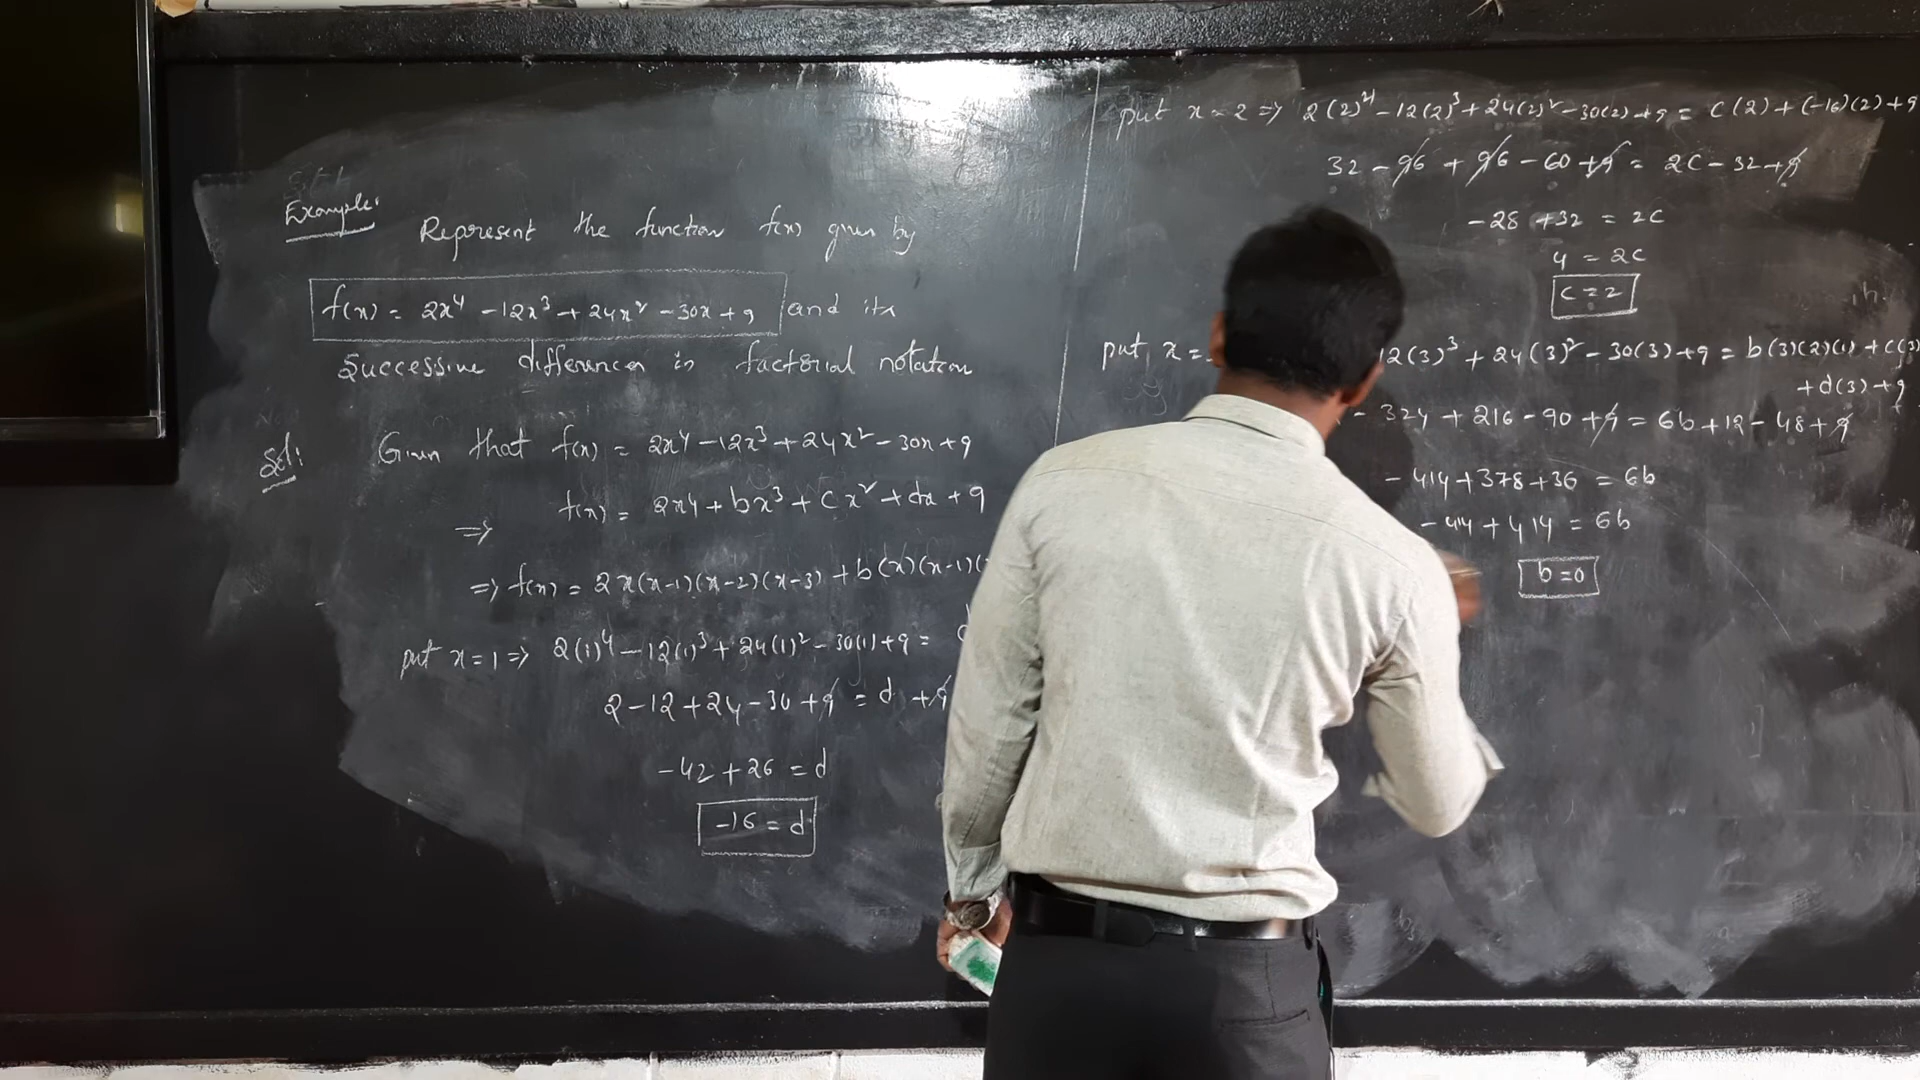 Example:
Represent the function f(x) given by
f(x) = 2x⁴ - 12x³ + 24x² - 30x + 9 and its
Successive differences in factorial notation
Sol: Given that f(x) = 2x⁴ - 12x³ + 24x² - 30x + 9
=> f(x) = 2x⁴ + bx³ + cx² + dx + 9
=> f(x) = 2x(x-1)(x-2)(x-3) + b(x)(x-1)(
put x=1 => 2(1)⁴ - 12(1)³ + 24(1)² - 30(1) + 9 =
2 - 12 + 24 - 30 + 9 = d + 9
-42 + 26 = d
-16 = d
put x=2 => 2(2)⁴ - 12(2)³ + 24(2)² - 30(2) + 9 = C(2) + (-16)(2) + 9
32 - 96 + 96 - 60 + 9 = 2C - 32 + 9
-28 + 32 = 2C
4 = 2C
C = 2
put x = 12(3)³ + 24(3)² - 30(3) + 9 = b(3)(2)(1) + C(3)
+ d(3) + 9
- 324 + 216 - 90 + 9 = 6b + 12 - 48 + 9
- 414 + 378 + 36 = 6b
- 414 + 414 = 6b
b = 0